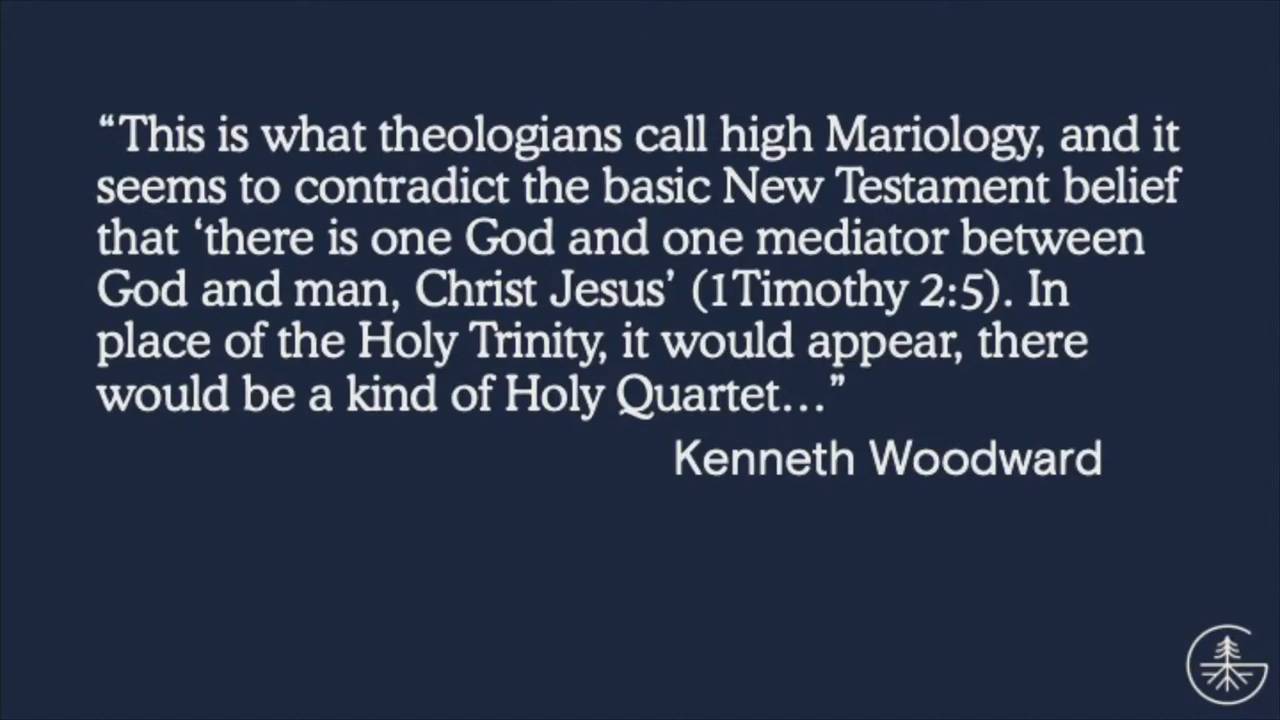 “This is what theologians call high Mariology, and it
seems to contradict the basic New Testament belief
that ‘there is one God and one mediator between
God and man, Christ Jesus’ (1Timothy 2:5). In
place of the Holy Trinity, it would appear, there
would be a kind of Holy Quartet...”
Kenneth Woodward